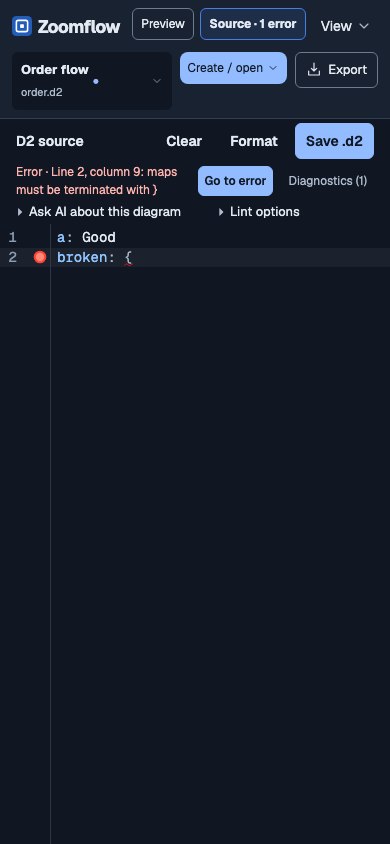 Zoomflow
Preview
Source · 1 error
View
Order flow
order.d2
Create / open
Export
D2 source
Clear
Format
Save .d2
Error · Line 2, column 9: maps
must be terminated with }
Go to error
Diagnostics (1)
Ask AI about this diagram
Lint options
1 a: Good
2 broken: {